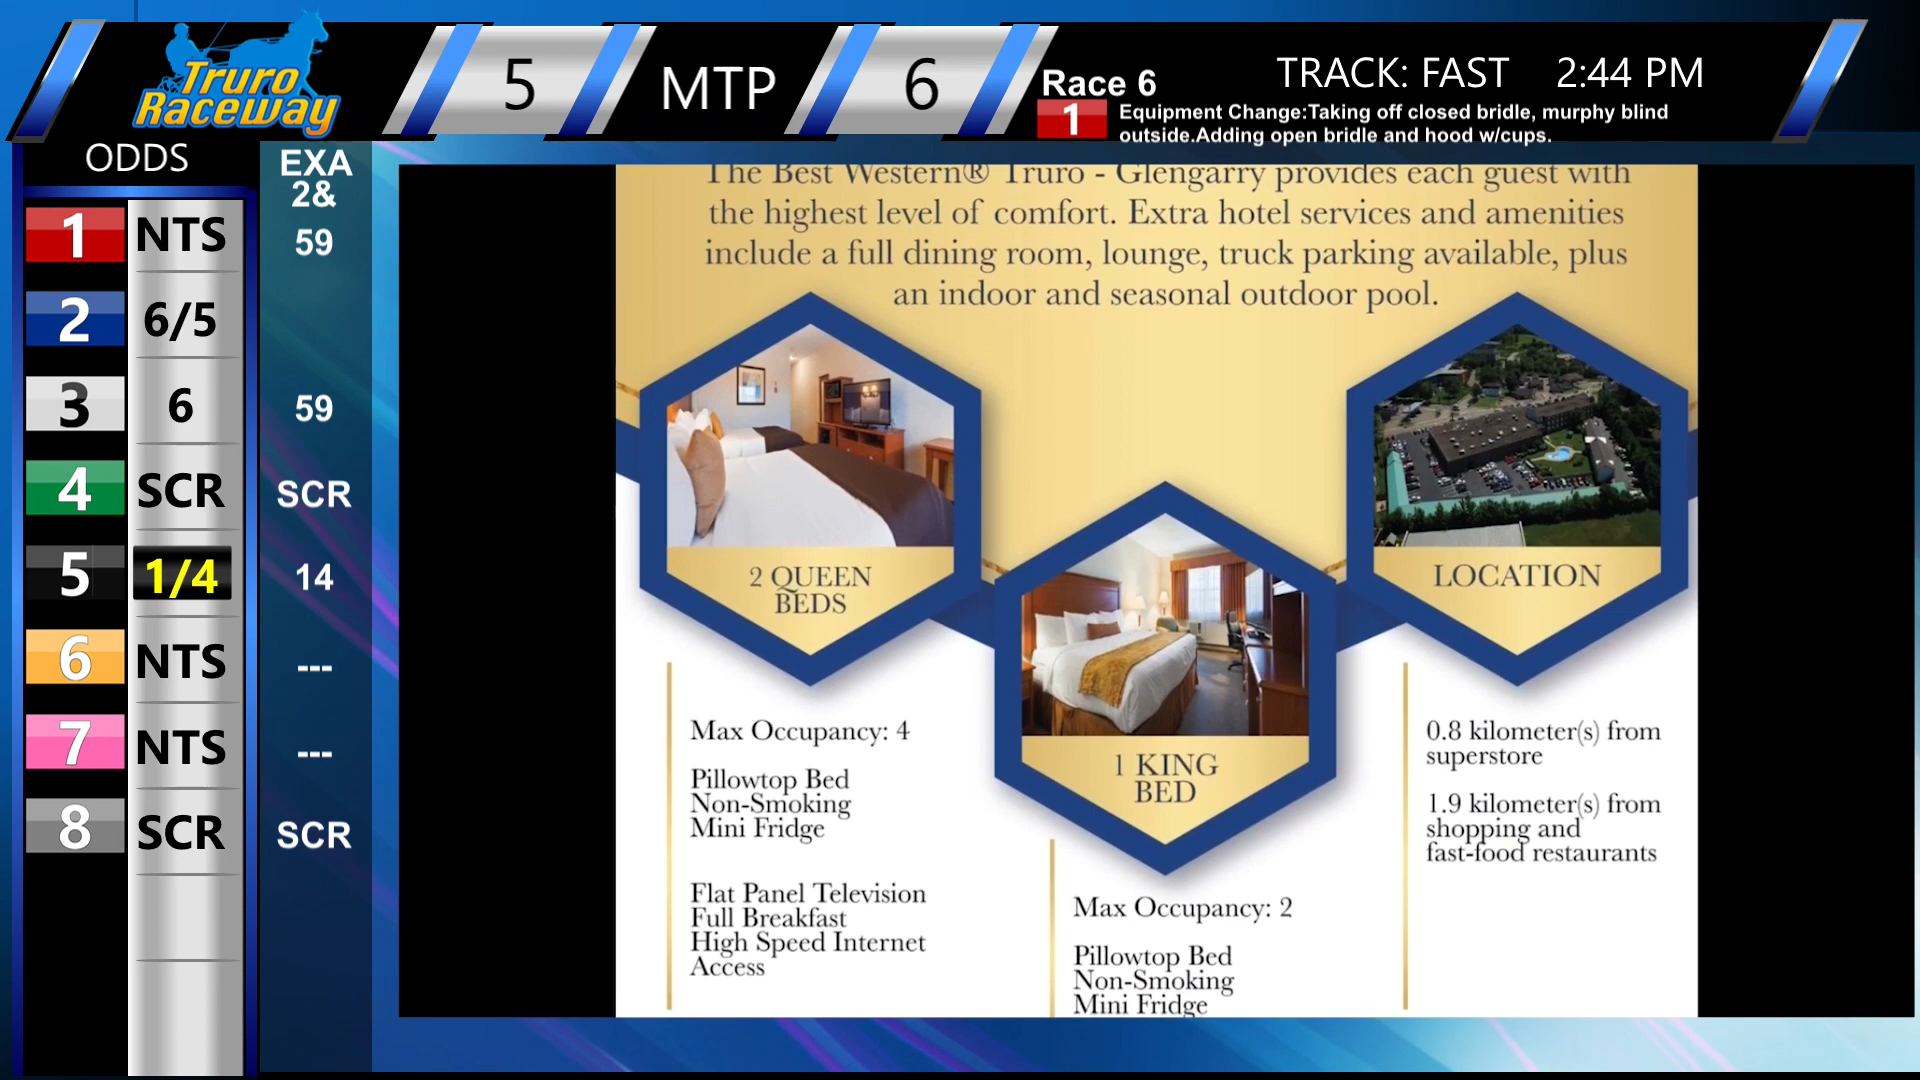 Truro
Raceway
5
MTP
6
Race 6
TRACK: FAST 2:44 PM
1
Equipment Change:Taking off closed bridle, murphy blind
outside.Adding open bridle and hood w/cups.
ODDS
EXA
2&
1 NTS 59
2 6/5
3 6 59
4 SCR SCR
5 1/4 14
6 NTS ---
7 NTS ---
8 SCR SCR
The Best Western® Truro - Glengarry provides each guest with
the highest level of comfort. Extra hotel services and amenities
include a full dining room, lounge, truck parking available, plus
an indoor and seasonal outdoor pool.
2 QUEEN
BEDS
Max Occupancy: 4
Pillowtop Bed
Non-Smoking
Mini Fridge
Flat Panel Television
Full Breakfast
High Speed Internet
Access
1 KING
BED
Max Occupancy: 2
Pillowtop Bed
Non-Smoking
Mini Fridge
LOCATION
0.8 kilometer(s) from
superstore
1.9 kilometer(s) from
shopping and
fast-food restaurants